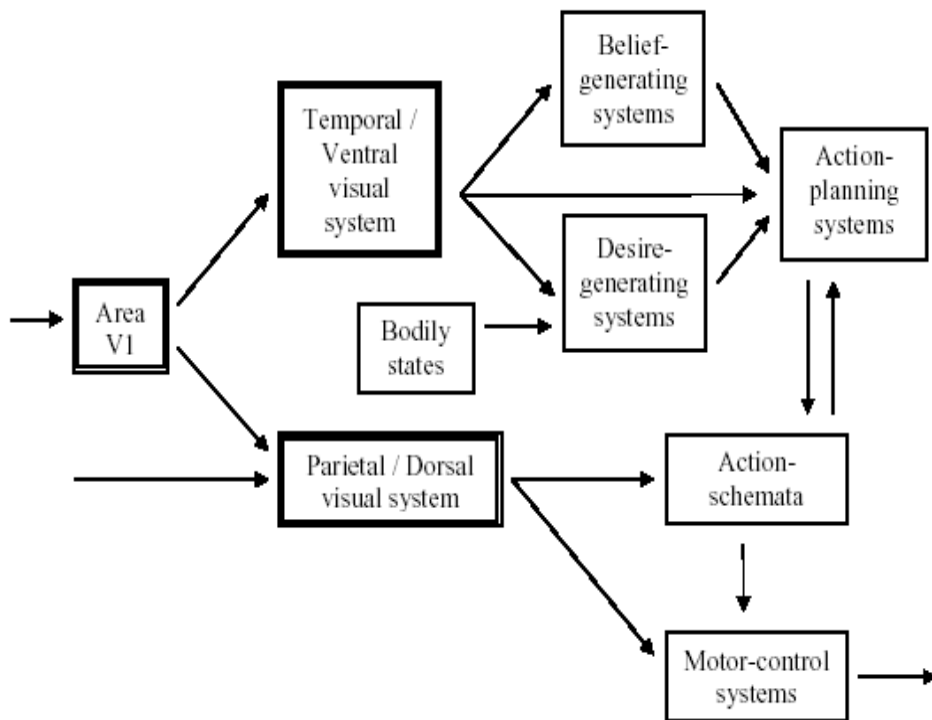 Belief-
generating
systems
Temporal /
Ventral
visual
system
Action-
planning
systems
Desire-
generating
systems
Area
V1
Bodily
states
Parietal / Dorsal
visual system
Action-
schemata
Motor-control
systems